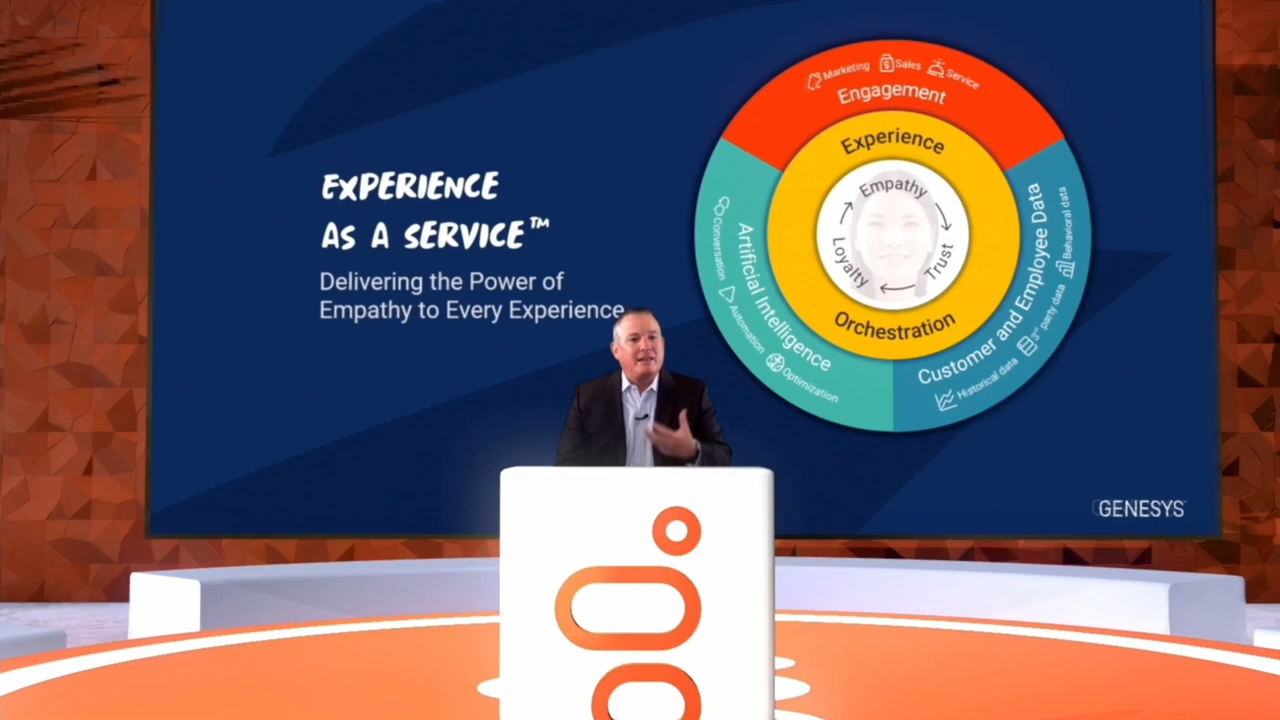 EXPERIENCE
AS A SERVICE™
Delivering the Power of
Empathy to Every Experience
Marketing
Sales
Service
Engagement
Experience
Empathy
Trust
Loyalty
Orchestration
Artificial Intelligence
Conversation
Automation
Optimization
Customer and Employee Data
Historical data
3rd party data
Behavioral data
GENESYS